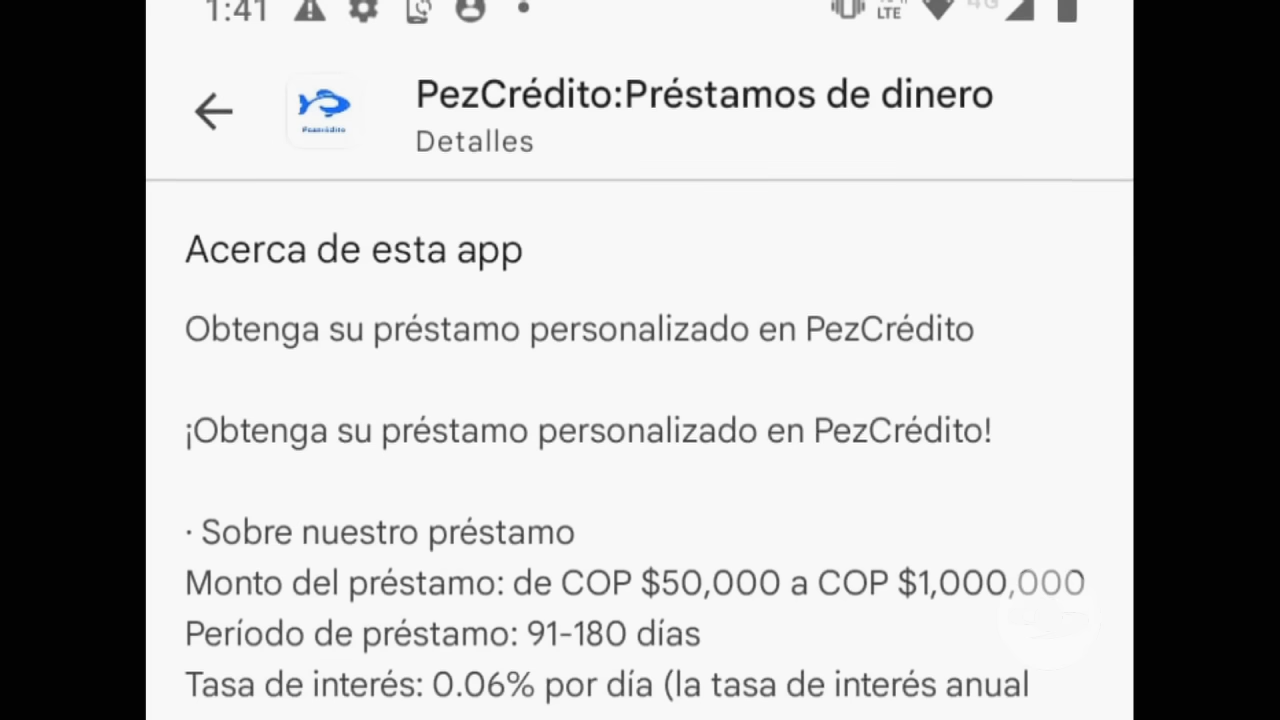 1:41
LTE
4G
PezCrédito:Préstamos de dinero
Detalles
Acerca de esta app
Obtenga su préstamo personalizado en PezCrédito
¡Obtenga su préstamo personalizado en PezCrédito!
· Sobre nuestro préstamo
Monto del préstamo: de COP $50,000 a COP $1,000,000
Período de préstamo: 91-180 días
Tasa de interés: 0.06% por día (la tasa de interés anual